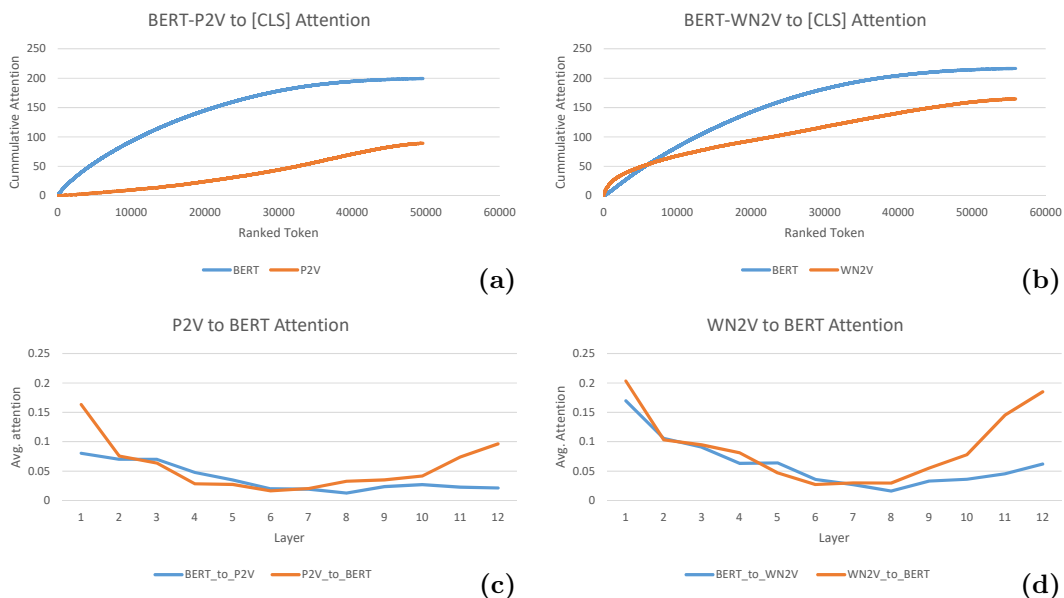 BERT-P2V to [CLS] Attention
250
200
150
100
50
0
Cummulative Attention
0 10000 20000 30000 40000 50000 60000
Ranked Token
BERT P2V
(a)
BERT-WN2V to [CLS] Attention
250
200
150
100
50
0
Cummulative Attention
0 10000 20000 30000 40000 50000 60000
Ranked Token
BERT WN2V
(b)
P2V to BERT Attention
0.25
0.2
0.15
0.1
0.05
0
Avg. attention
1 2 3 4 5 6 7 8 9 10 11 12
Layer
BERT_to_P2V P2V_to_BERT
(c)
WN2V to BERT Attention
0.25
0.2
0.15
0.1
0.05
0
Avg. Attention
1 2 3 4 5 6 7 8 9 10 11 12
Layer
BERT_to_WN2V WN2V_to_BERT
(d)